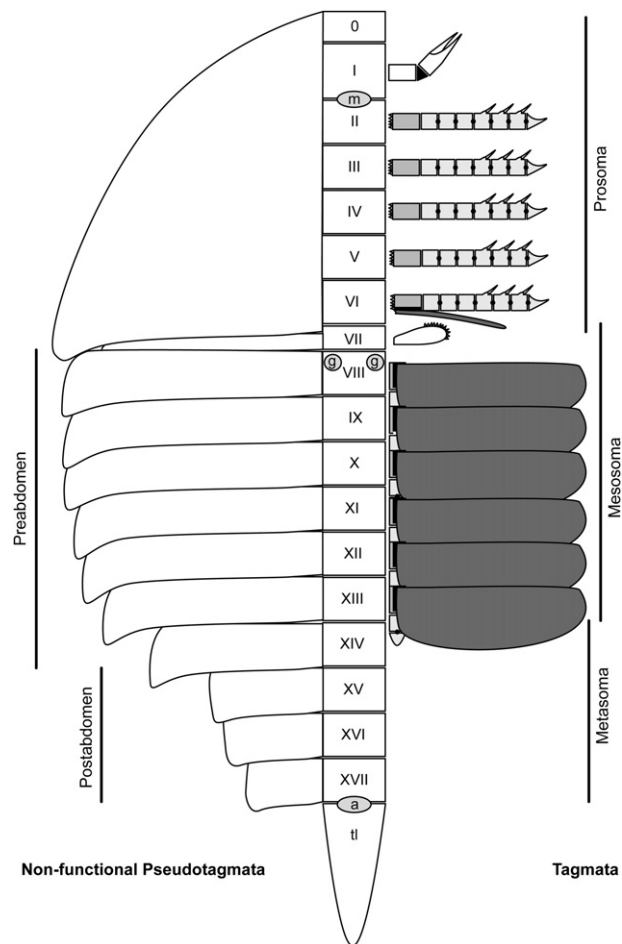 0
I
m
II
III
IV
V
VI
VII
g
g
VIII
IX
X
XI
XII
XIII
XIV
XV
XVI
XVII
a
tl
Prosoma
Mesosoma
Metasoma
Preabdomen
Postabdomen
Non-functional Pseudotagmata
Tagmata